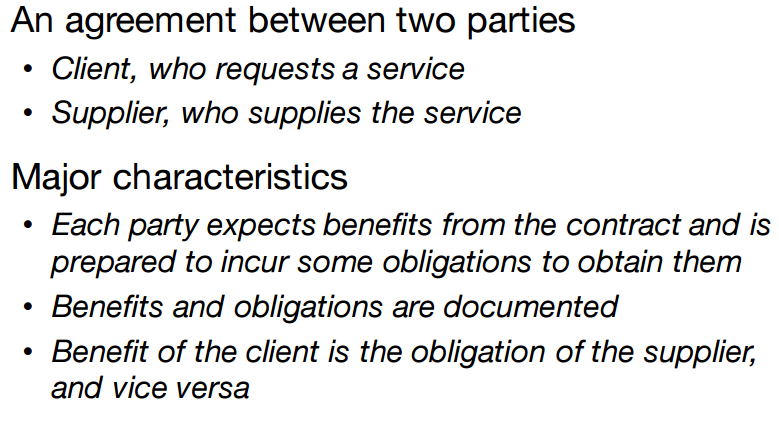 An agreement between two parties
• Client, who requests a service
• Supplier, who supplies the service
Major characteristics
• Each party expects benefits from the contract and is
prepared to incur some obligations to obtain them
• Benefits and obligations are documented
• Benefit of the client is the obligation of the supplier,
and vice versa